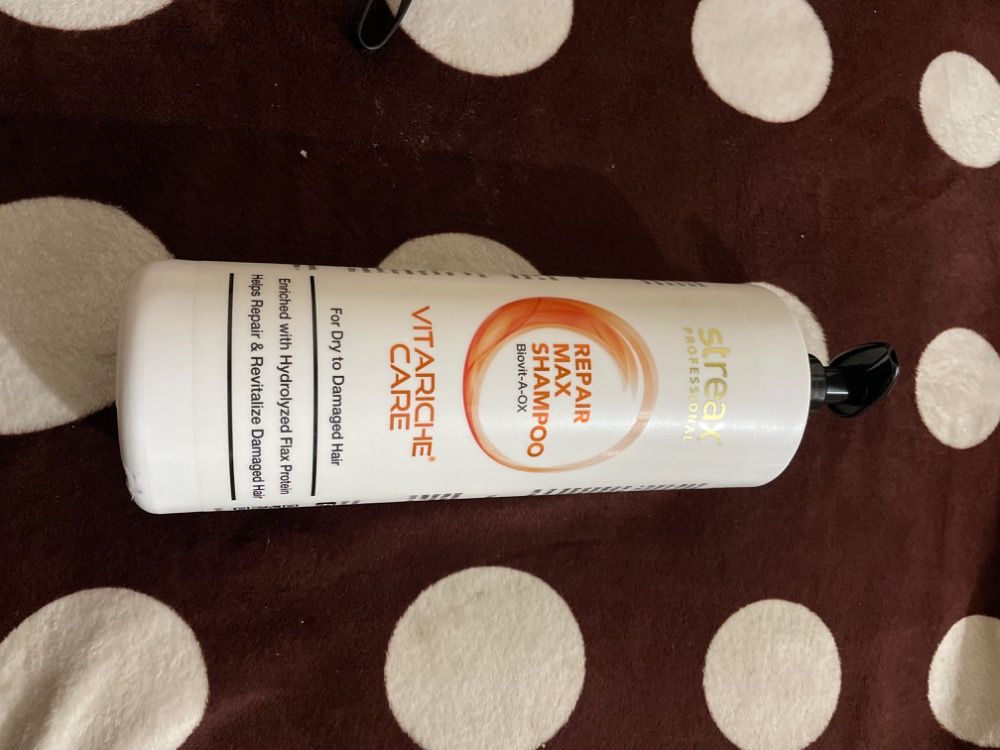 streax
PROFESSIONAL
REPAIR
MAX
SHAMPOO
Biovit-A-OX
VITARICHE®
CARE
For Dry to Damaged Hair
Enriched with Hydrolyzed Flax Protein
Helps Repair & Revitalize Damaged Hair